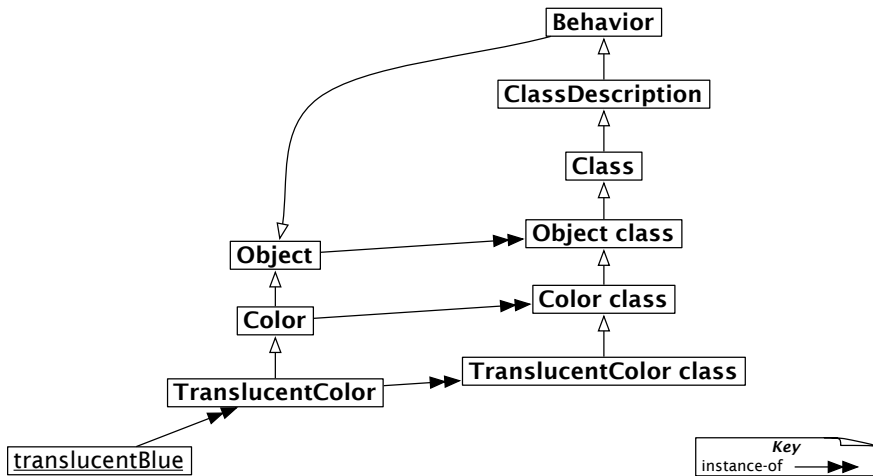 Behavior
ClassDescription
Class
Object class
Object
Color class
Color
TranslucentColor class
TranslucentColor
translucentBlue
Key
instance-of